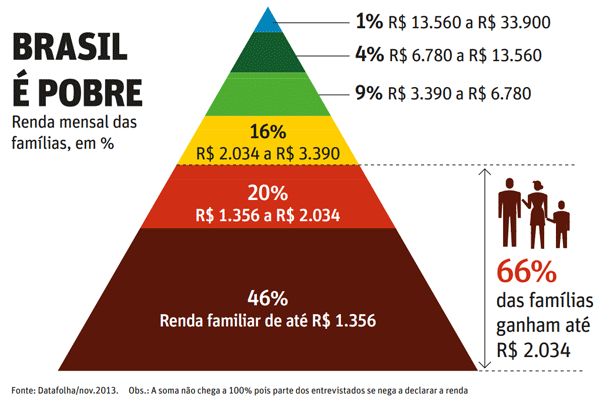 BRASIL
É POBRE
Renda mensal das
famílias, em %
1% R$ 13.560 a R$ 33.900
4% R$ 6.780 a R$ 13.560
9% R$ 3.390 a R$ 6.780
16%
R$ 2.034 a R$ 3.390
20%
R$ 1.356 a R$ 2.034
46%
Renda familiar de até R$ 1.356
66%
das famílias
ganham até
R$ 2.034
Fonte: Datafolha/nov.2013. Obs.: A soma não chega a 100% pois parte dos entrevistados se nega a declarar a renda